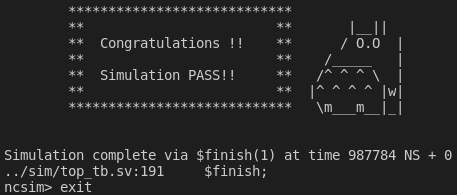 ****************************
        **                        **       |__||
        **  Congratulations !!    **      / O.O  |
        **                        **    /_____   |
        **  Simulation PASS!!     **   /^ ^ ^ \  |
        **                        **  |^ ^ ^ ^ |w|
        ****************************   \m___m__|_|
Simulation complete via $finish(1) at time 987784 NS + 0
../sim/top_tb.sv:191     $finish;
ncsim> exit